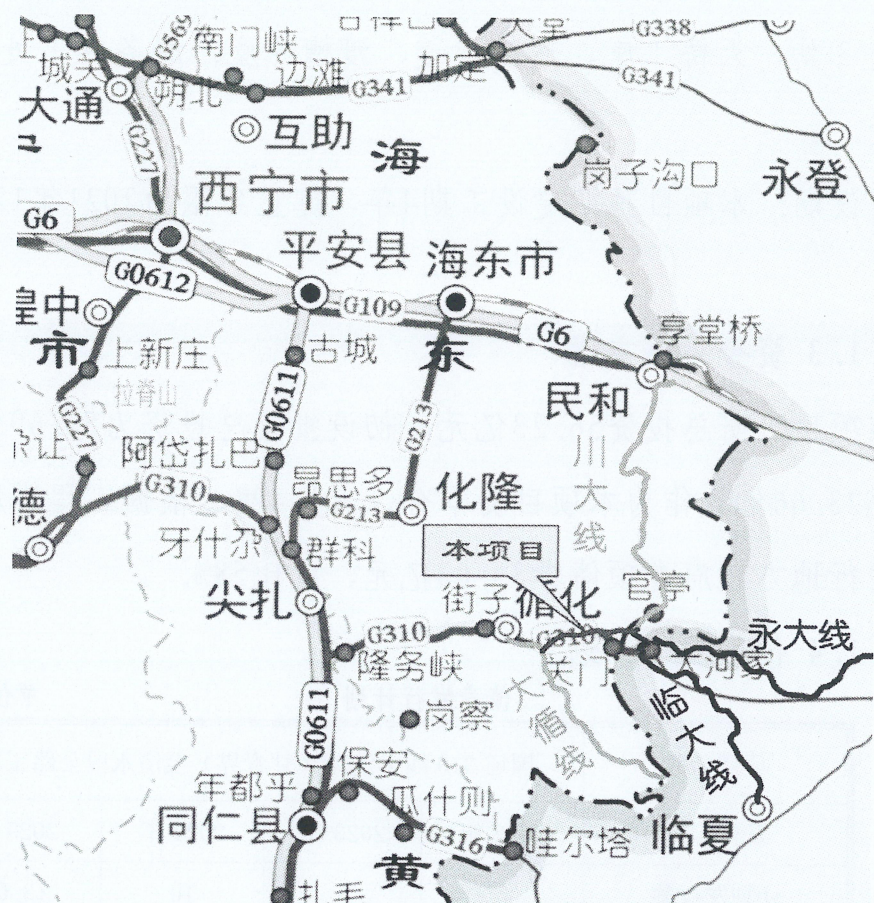 G569
南门峡
天堂
G338
城关
边滩
加定
朔北
G341
G341
大通
互助
G227
海
岗子沟口
永登
西宁市
G6
平安县
海东市
G0612
G109
G6
享堂桥
湟中
市
上新庄
古城
东
民和
拉脊山
G0611
G227
G213
川大线
阿岱扎巴
昂思多
G310
G213
化隆
德
牙什尕
群科
本项目
尖扎
街子
循化
官亭
G310
G310
永大线
隆务峡
关门
大河家
大循线
临大线
G0611
岗察
保安
年都乎
瓜什则
同仁县
G316
哇尔塔
临夏
黄
扎毛